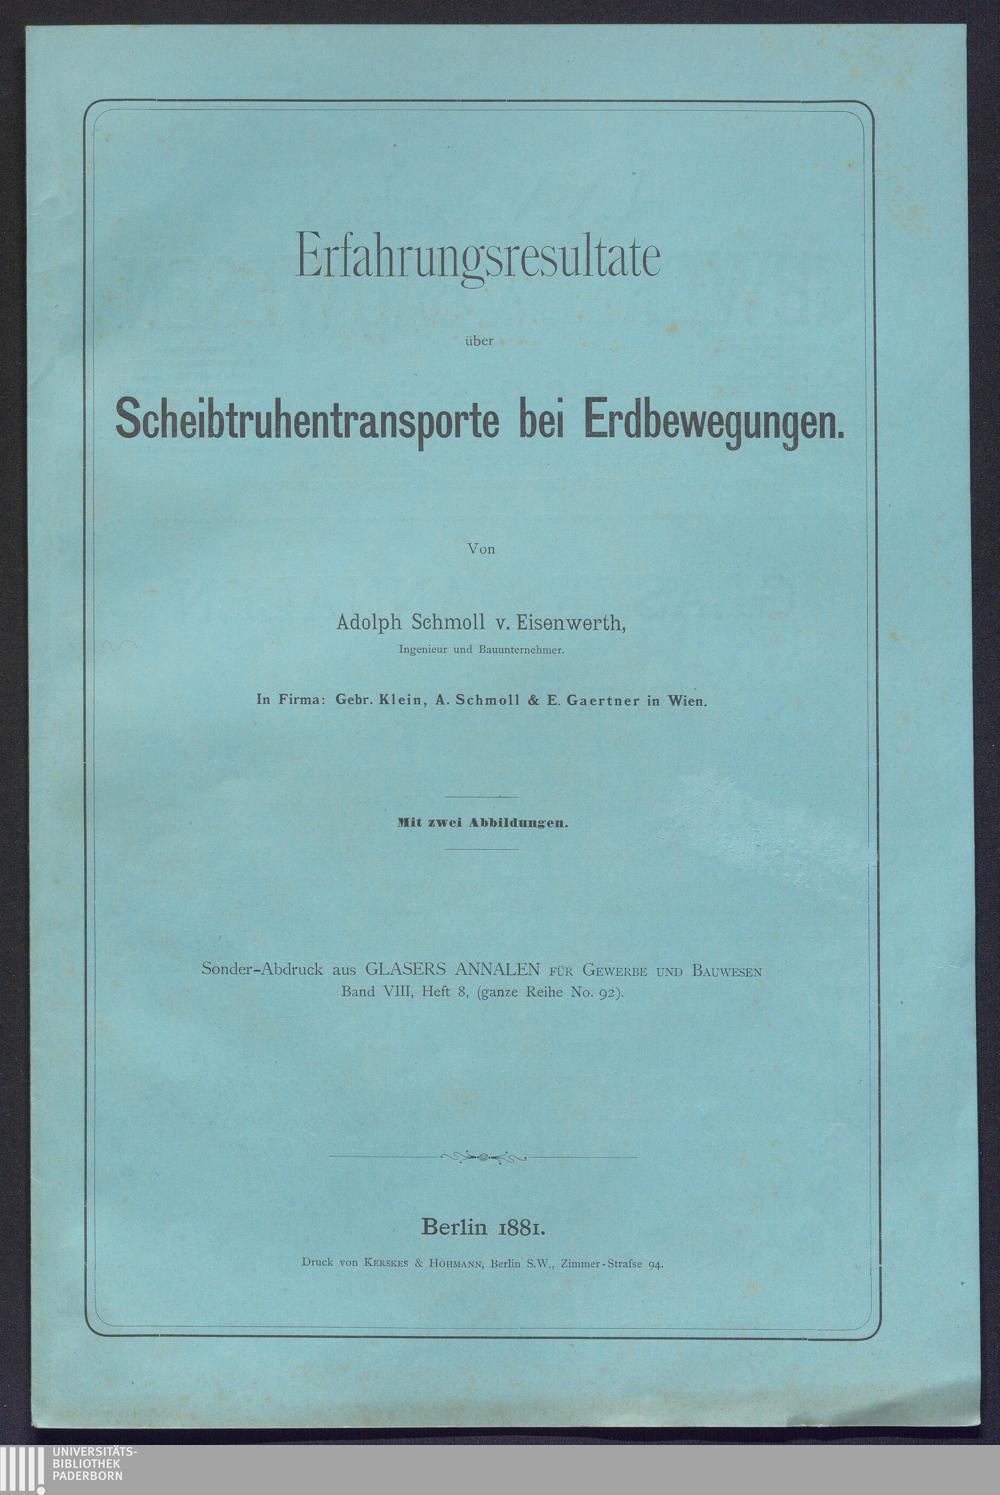 Erfahrungsresultate
über
Scheibtruhentransporte bei Erdbewegungen.
Von
Adolph Schmoll v. Eisenwerth,
Ingenieur und Bauunternehmer.
In Firma: Gebr. Klein, A. Schmoll & E. Gaertner in Wien.
Mit zwei Abbildungen.
Sonder-Abdruck aus GLASERS ANNALEN FÜR GEWERBE UND BAUWESEN
Band VIII, Heft 8, (ganze Reihe No. 92).
Berlin 1881.
Druck von KERSKES & HOHMANN, Berlin S.W., Zimmer-Straſse 94.
UNIVERSITÄTS-
BIBLIOTHEK
PADERBORN